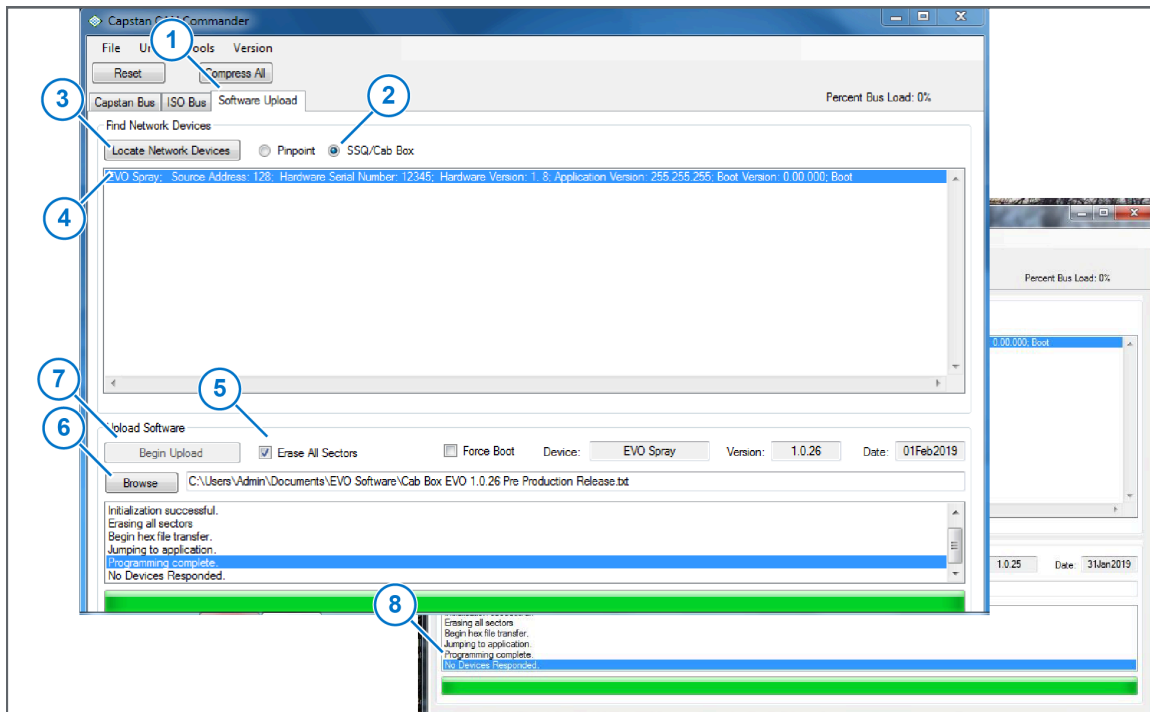 Capstan CAN Commander
1
File Un ools Version
Reset Compress All
3
2
Capstan Bus ISO Bus Software Upload
Percent Bus Load: 0%
Find Network Devices
Locate Network Devices Pinpoint SSQ/Cab Box
EVO Spray: Source Address: 128; Hardware Serial Number: 12345; Hardware Version: 1. 8; Application Version: 255.255.255; Boot Version: 0.00.000; Boot
4
Percent Bus Load: 0%
0.00.000; Boot
7
5
6
Upload Software
Begin Upload Erase All Sectors Force Boot Device: EVO Spray Version: 1.0.26 Date: 01Feb2019
Browse C:\Users\Admin\Documents\EVO Software\Cab Box EVO 1.0.26 Pre Production Release.txt
Initialization successful.
Erasing all sectors
Begin hex file transfer.
Jumping to application.
Programming complete.
No Devices Responded.
1.0.25 Date: 31Jan2019
8
Erasing all sectors
Begin hex file transfer.
Jumping to application.
Programming complete.
No Devices Responded.